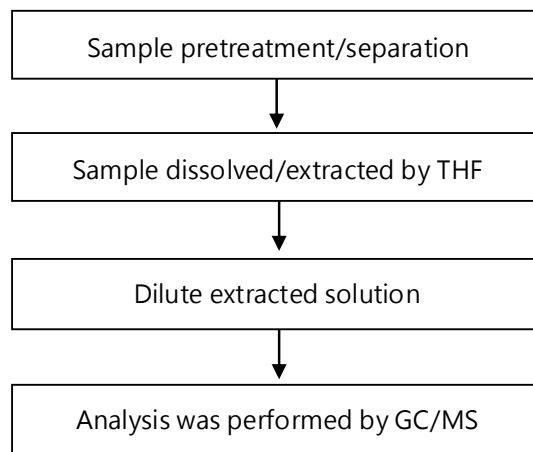 Sample pretreatment/separation
Sample dissolved/extracted by THF
Dilute extracted solution
Analysis was performed by GC/MS